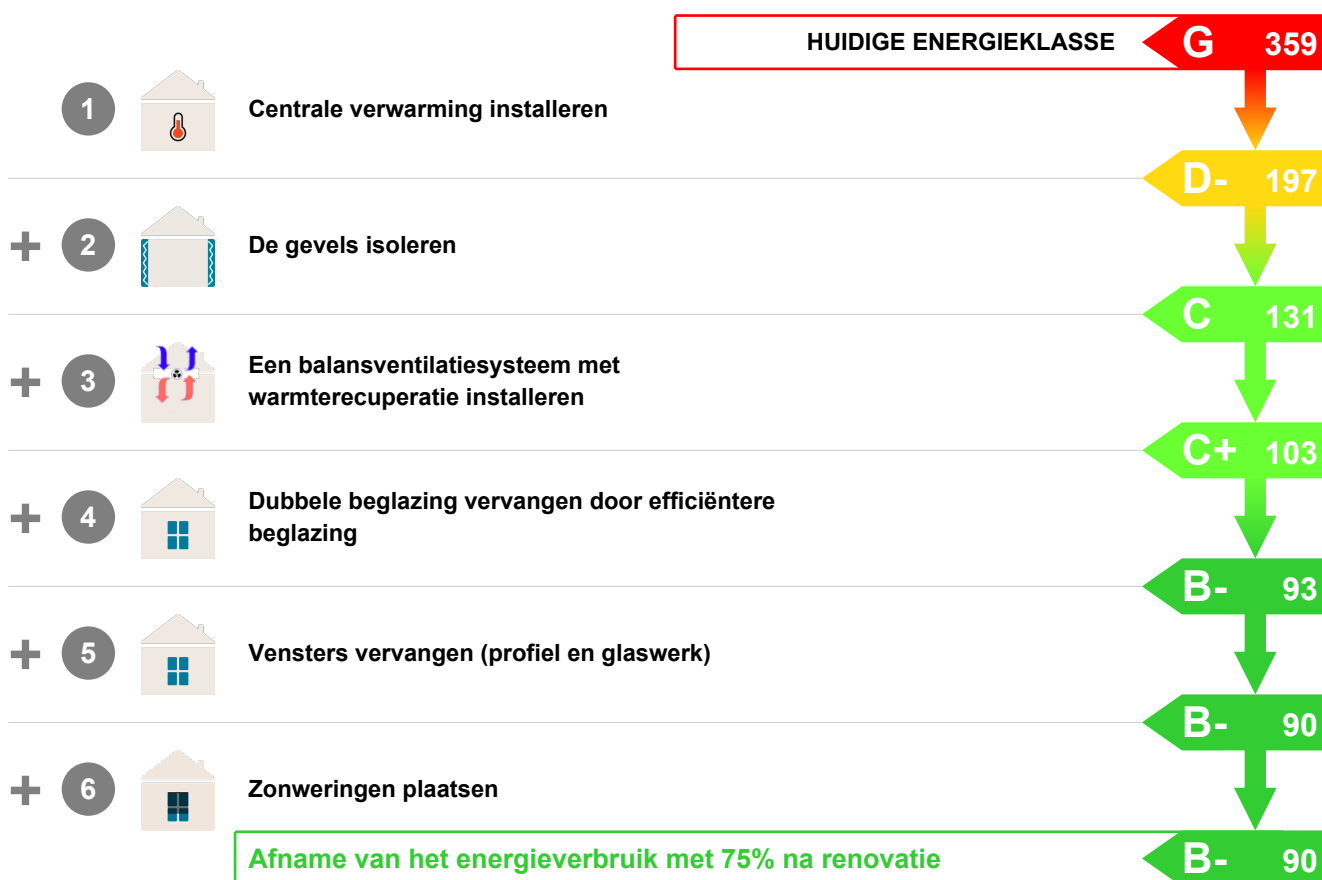 HUIDIGE ENERGIEKLASSE G 359
1 Centrale verwarming installeren
D- 197
+ 2 De gevels isoleren
C 131
+ 3 Een balansventilatiesysteem met
warmterecuperatie installeren
C+ 103
+ 4 Dubbele beglazing vervangen door efficiëntere
beglazing
B- 93
+ 5 Vensters vervangen (profiel en glaswerk)
B- 90
+ 6 Zonweringen plaatsen
Afname van het energieverbruik met 75% na renovatie B- 90